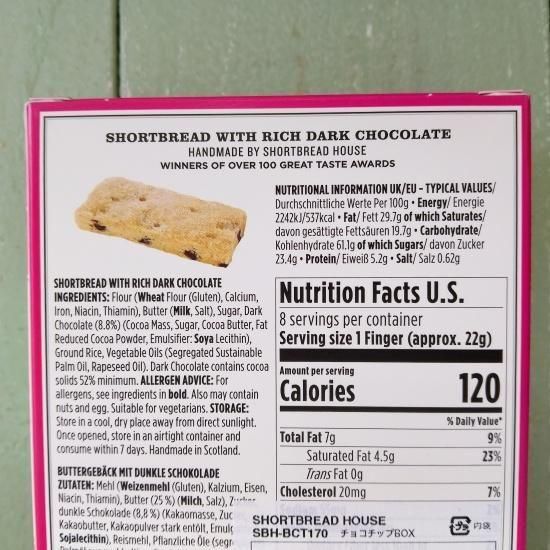 SHORTBREAD WITH RICH DARK CHOCOLATE
HANDMADE BY SHORTBREAD HOUSE
WINNERS OF OVER 100 GREAT TASTE AWARDS
NUTRITIONAL INFORMATION UK/EU - TYPICAL VALUES/
Durchschnittliche Werte Per 100g • Energy/ Energie
2242kJ/537kcal • Fat/ Fett 29.7g of which Saturates/
davon gesättigte Fettsäuren 19.7g • Carbohydrate/
Kohlenhydrate 61.1g of which Sugars/ davon Zucker
23.4g • Protein/ Eiweiß 5.2g • Salt/ Salz 0.62g
SHORTBREAD WITH RICH DARK CHOCOLATE
INGREDIENTS: Flour (Wheat Flour (Gluten), Calcium,
Iron, Niacin, Thiamin), Butter (Milk, Salt), Sugar, Dark
Chocolate (8.8%) (Cocoa Mass, Sugar, Cocoa Butter, Fat
Reduced Cocoa Powder, Emulsifier: Soya Lecithin),
Ground Rice, Vegetable Oils (Segregated Sustainable
Palm Oil, Rapeseed Oil). Dark Chocolate contains cocoa
solids 52% minimum. ALLERGEN ADVICE: For
allergens, see ingredients in bold. Also may contain
nuts and egg. Suitable for vegetarians. STORAGE:
Store in a cool, dry place away from direct sunlight.
Once opened, store in an airtight container and
consume within 7 days. Handmade in Scotland.
BUTTERGEBÄCK MIT DUNKLE SCHOKOLADE
ZUTATEN: Mehl (Weizenmehl (Gluten), Kalzium, Eisen,
Niacin, Thiamin), Butter (25 %) (Milch, Salz),
dunkle Schokolade (8,8 %) (Kakaomasse,
Kakaobutter, Kakaopulver stark entölt,
Sojalecithin), Reismehl, Pflanzliche Öle
Nutrition Facts U.S.
8 servings per container
Serving size 1 Finger (approx. 22g)
Amount per serving
Calories 120
% Daily Value*
Total Fat 7g 9%
Saturated Fat 4.5g 23%
Trans Fat 0g
Cholesterol 20mg 7%
SHORTBREAD HOUSE
SBH-BCT170 チョコチップBOX
内袋